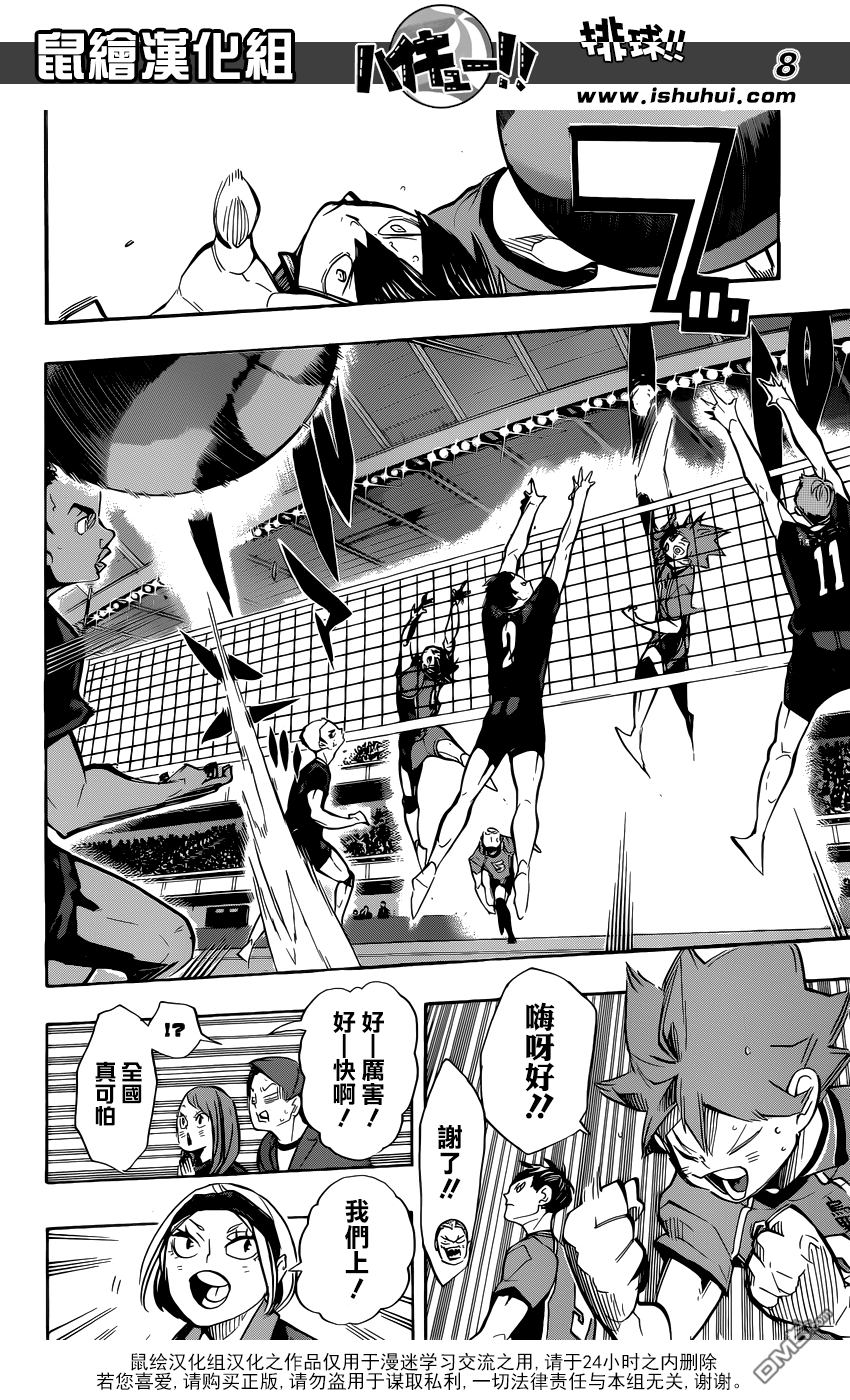 鼠繪漢化組
ハイキュー!!
排球!!
8
www.ishuhui.com
2
11
5
嗨呀好!!
謝了!!
烏野
好—厲害!
好—快啊!
!?
全國
真可怕
我們上!
鼠绘汉化组汉化之作品仅用于漫迷学习交流之用, 请于24小时之内删除
若您喜爱, 请购买正版, 请勿盗用于谋取私利, 一切法律责任与本组无关, 谢谢.